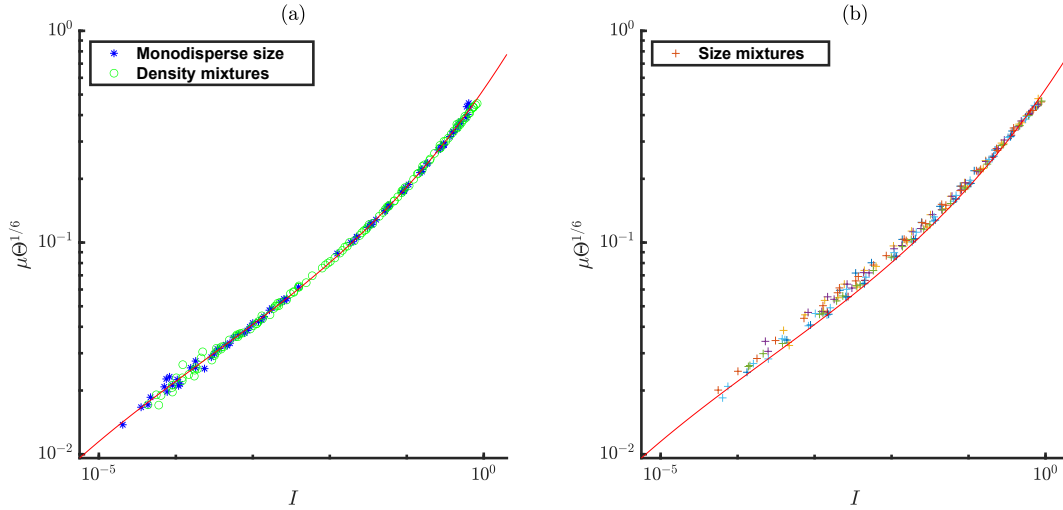 (a)
10^0
Monodisperse size
Density mixtures
μΘ^{1/6}
10^{-1}
10^{-2}
10^{-5}
10^0
I
(b)
10^0
Size mixtures
μΘ^{1/6}
10^{-1}
10^{-2}
10^{-5}
10^0
I